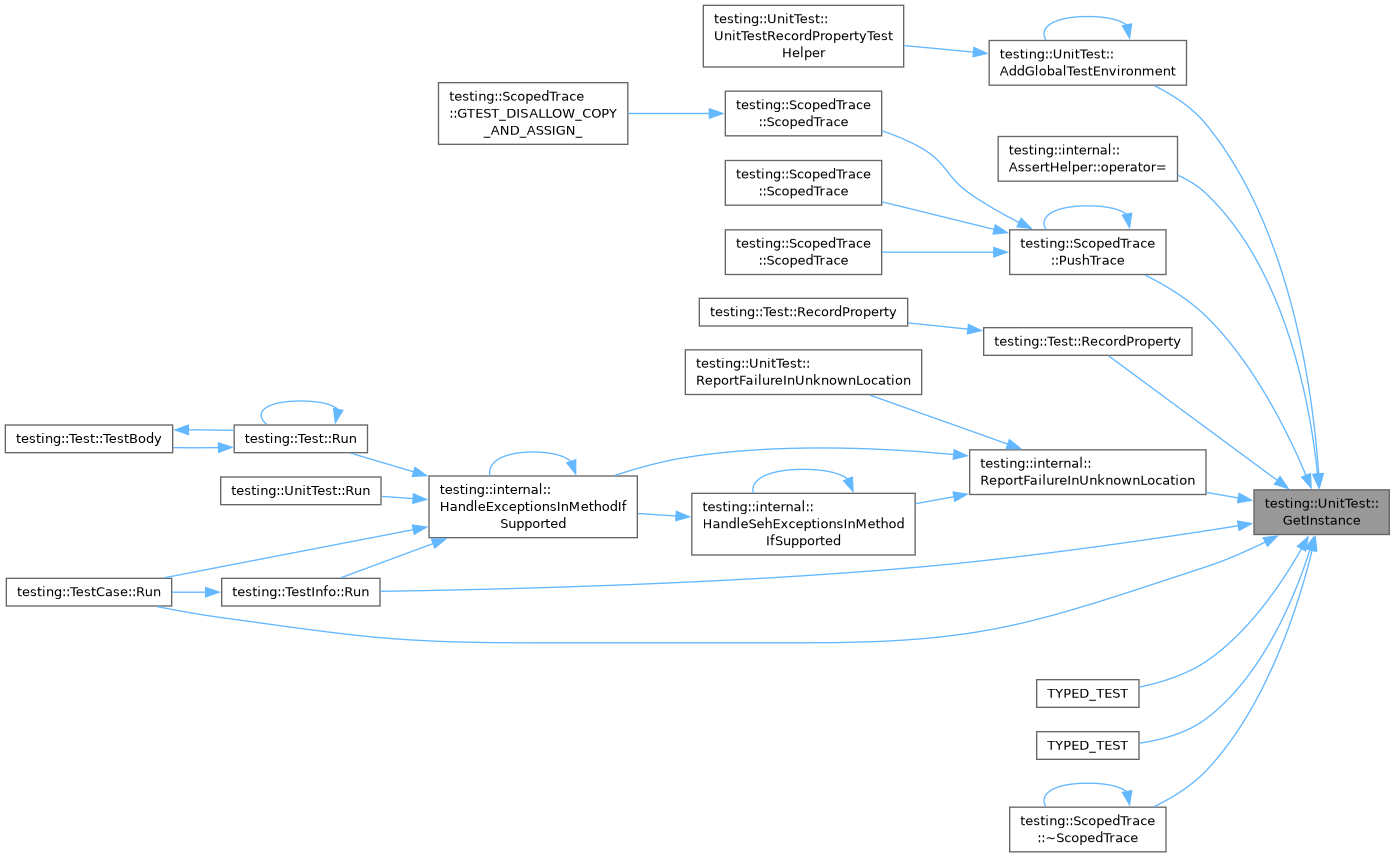 testing::UnitTest::
UnitTestRecordPropertyTest
Helper
testing::UnitTest::
AddGlobalTestEnvironment
testing::ScopedTrace
::GTEST_DISALLOW_COPY
_AND_ASSIGN_
testing::ScopedTrace
::ScopedTrace
testing::internal::
AssertHelper::operator=
testing::ScopedTrace
::ScopedTrace
testing::ScopedTrace
::ScopedTrace
testing::ScopedTrace
::PushTrace
testing::Test::RecordProperty
testing::Test::RecordProperty
testing::UnitTest::
ReportFailureInUnknownLocation
testing::Test::TestBody
testing::Test::Run
testing::internal::
ReportFailureInUnknownLocation
testing::UnitTest::Run
testing::internal::
HandleExceptionsInMethodIf
Supported
testing::internal::
HandleSehExceptionsInMethod
IfSupported
testing::UnitTest::
GetInstance
testing::TestCase::Run
testing::TestInfo::Run
TYPED_TEST
TYPED_TEST
testing::ScopedTrace
::~ScopedTrace